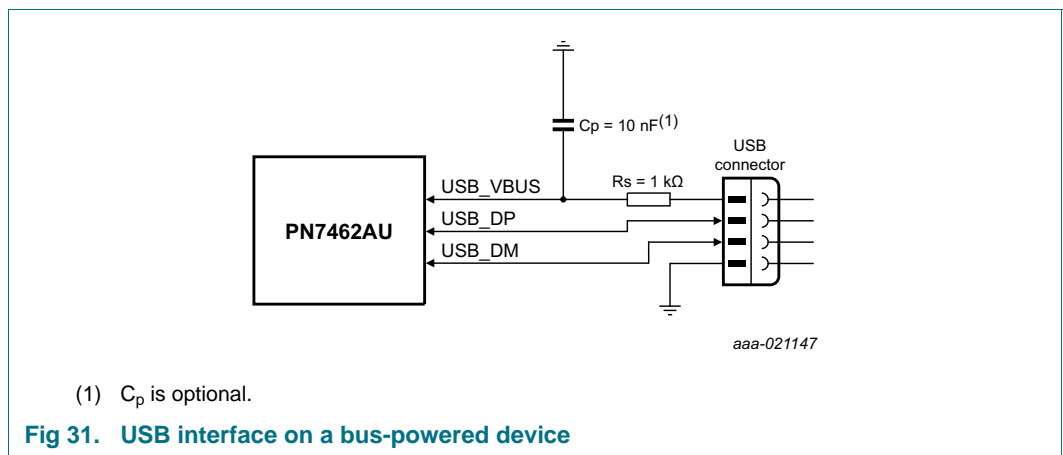 Cp = 10 nF(1)
USB
connector
USB_VBUS
Rs = 1 kΩ
USB_DP
PN7462AU
USB_DM
aaa-021147
(1) Cp is optional.
Fig 31. USB interface on a bus-powered device